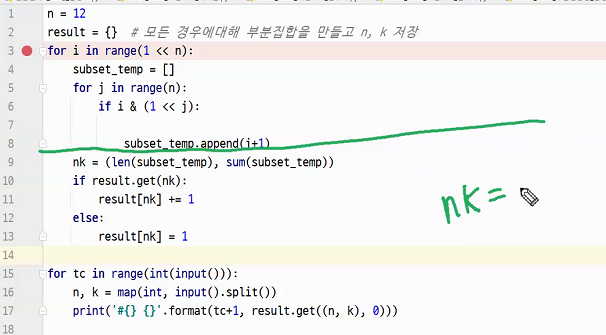 1 n = 12
2 result = {}  # 모든 경우에대해 부분집합을 만들고 n, k 저장
3 for i in range(1 << n):
4     subset_temp = []
5     for j in range(n):
6         if i & (1 << j):
7
8             subset_temp.append(j+1)
9     nk = (len(subset_temp), sum(subset_temp))
10     if result.get(nk):
11         result[nk] += 1
12     else:
13         result[nk] = 1
nk =
14
15 for tc in range(int(input())):
16     n, k = map(int, input().split())
17     print('#{} {}'.format(tc+1, result.get((n, k), 0)))
18